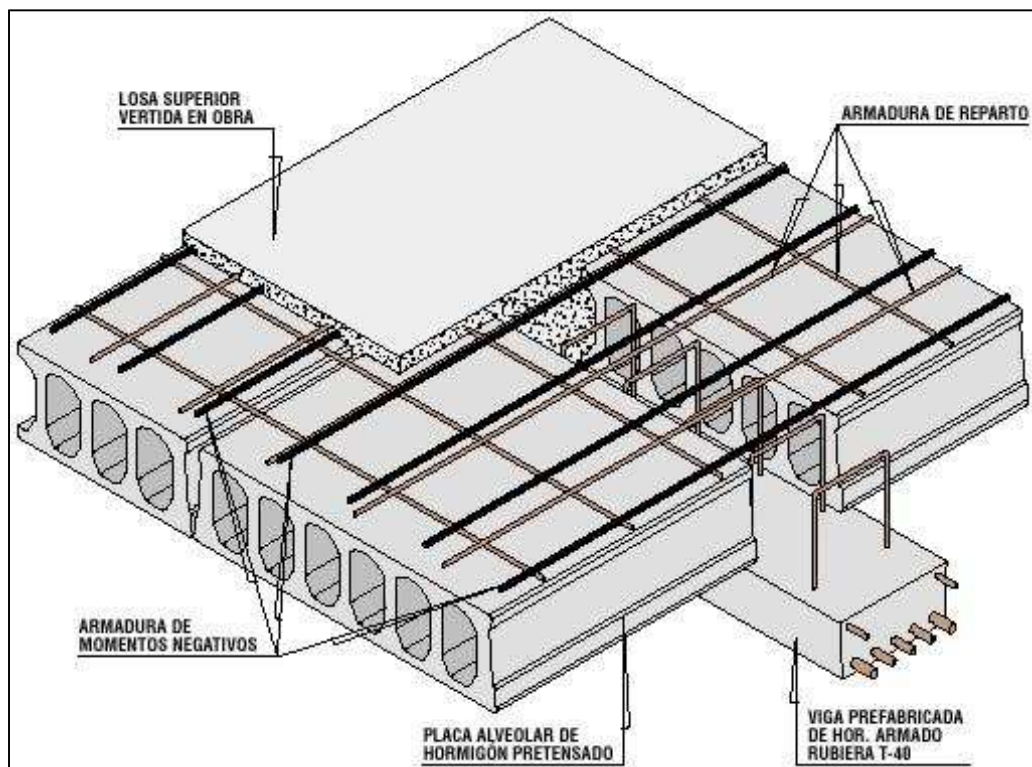 LOSA SUPERIOR
VERTIDA EN OBRA
ARMADURA DE REPARTO
ARMADURA DE
MOMENTOS NEGATIVOS
PLACA ALVEOLAR DE
HORMIGÓN PRETENSADO
VIGA PREFABRICADA
DE HOR. ARMADO
RUBIERA T-40